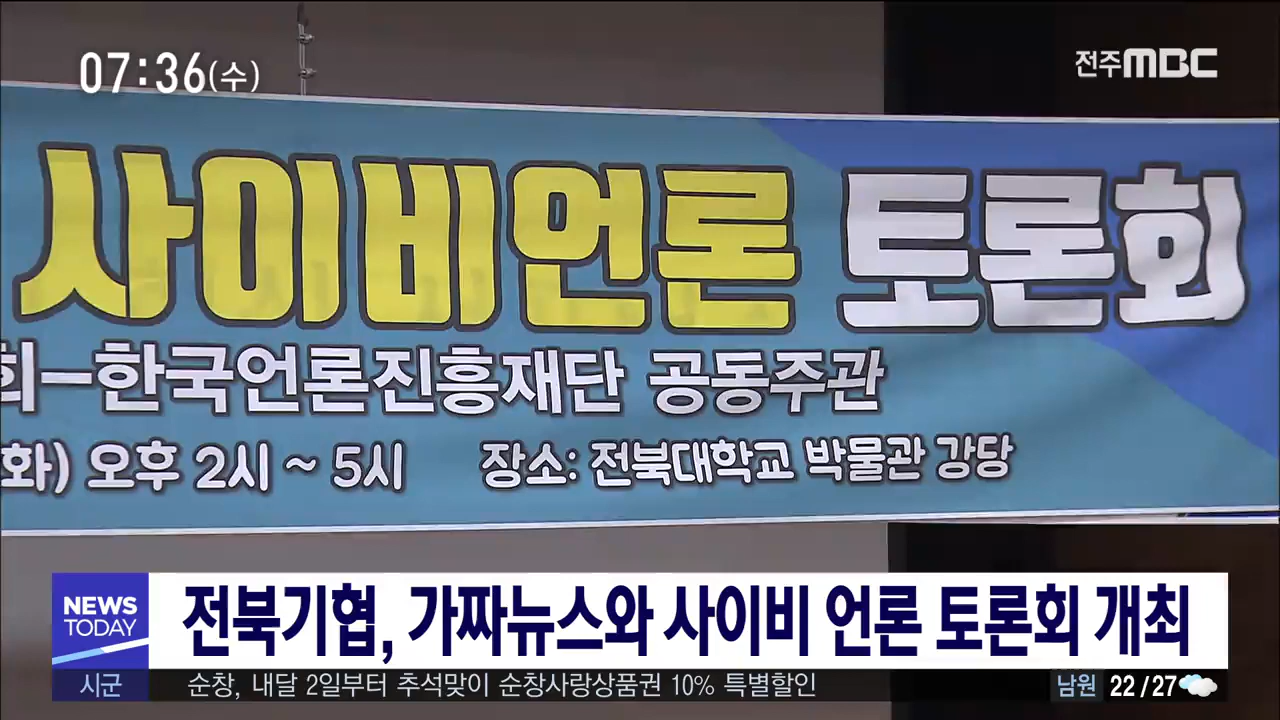 07:36(수)
전주MBC
사이비언론 토론회
회-한국언론진흥재단 공동주관
화) 오후 2시 ~ 5시 장소: 전북대학교 박물관 강당
NEWS TODAY
전북기협, 가짜뉴스와 사이비 언론 토론회 개최
시군 순창, 내달 2일부터 추석맞이 순창사랑상품권 10% 특별할인
남원 22/27